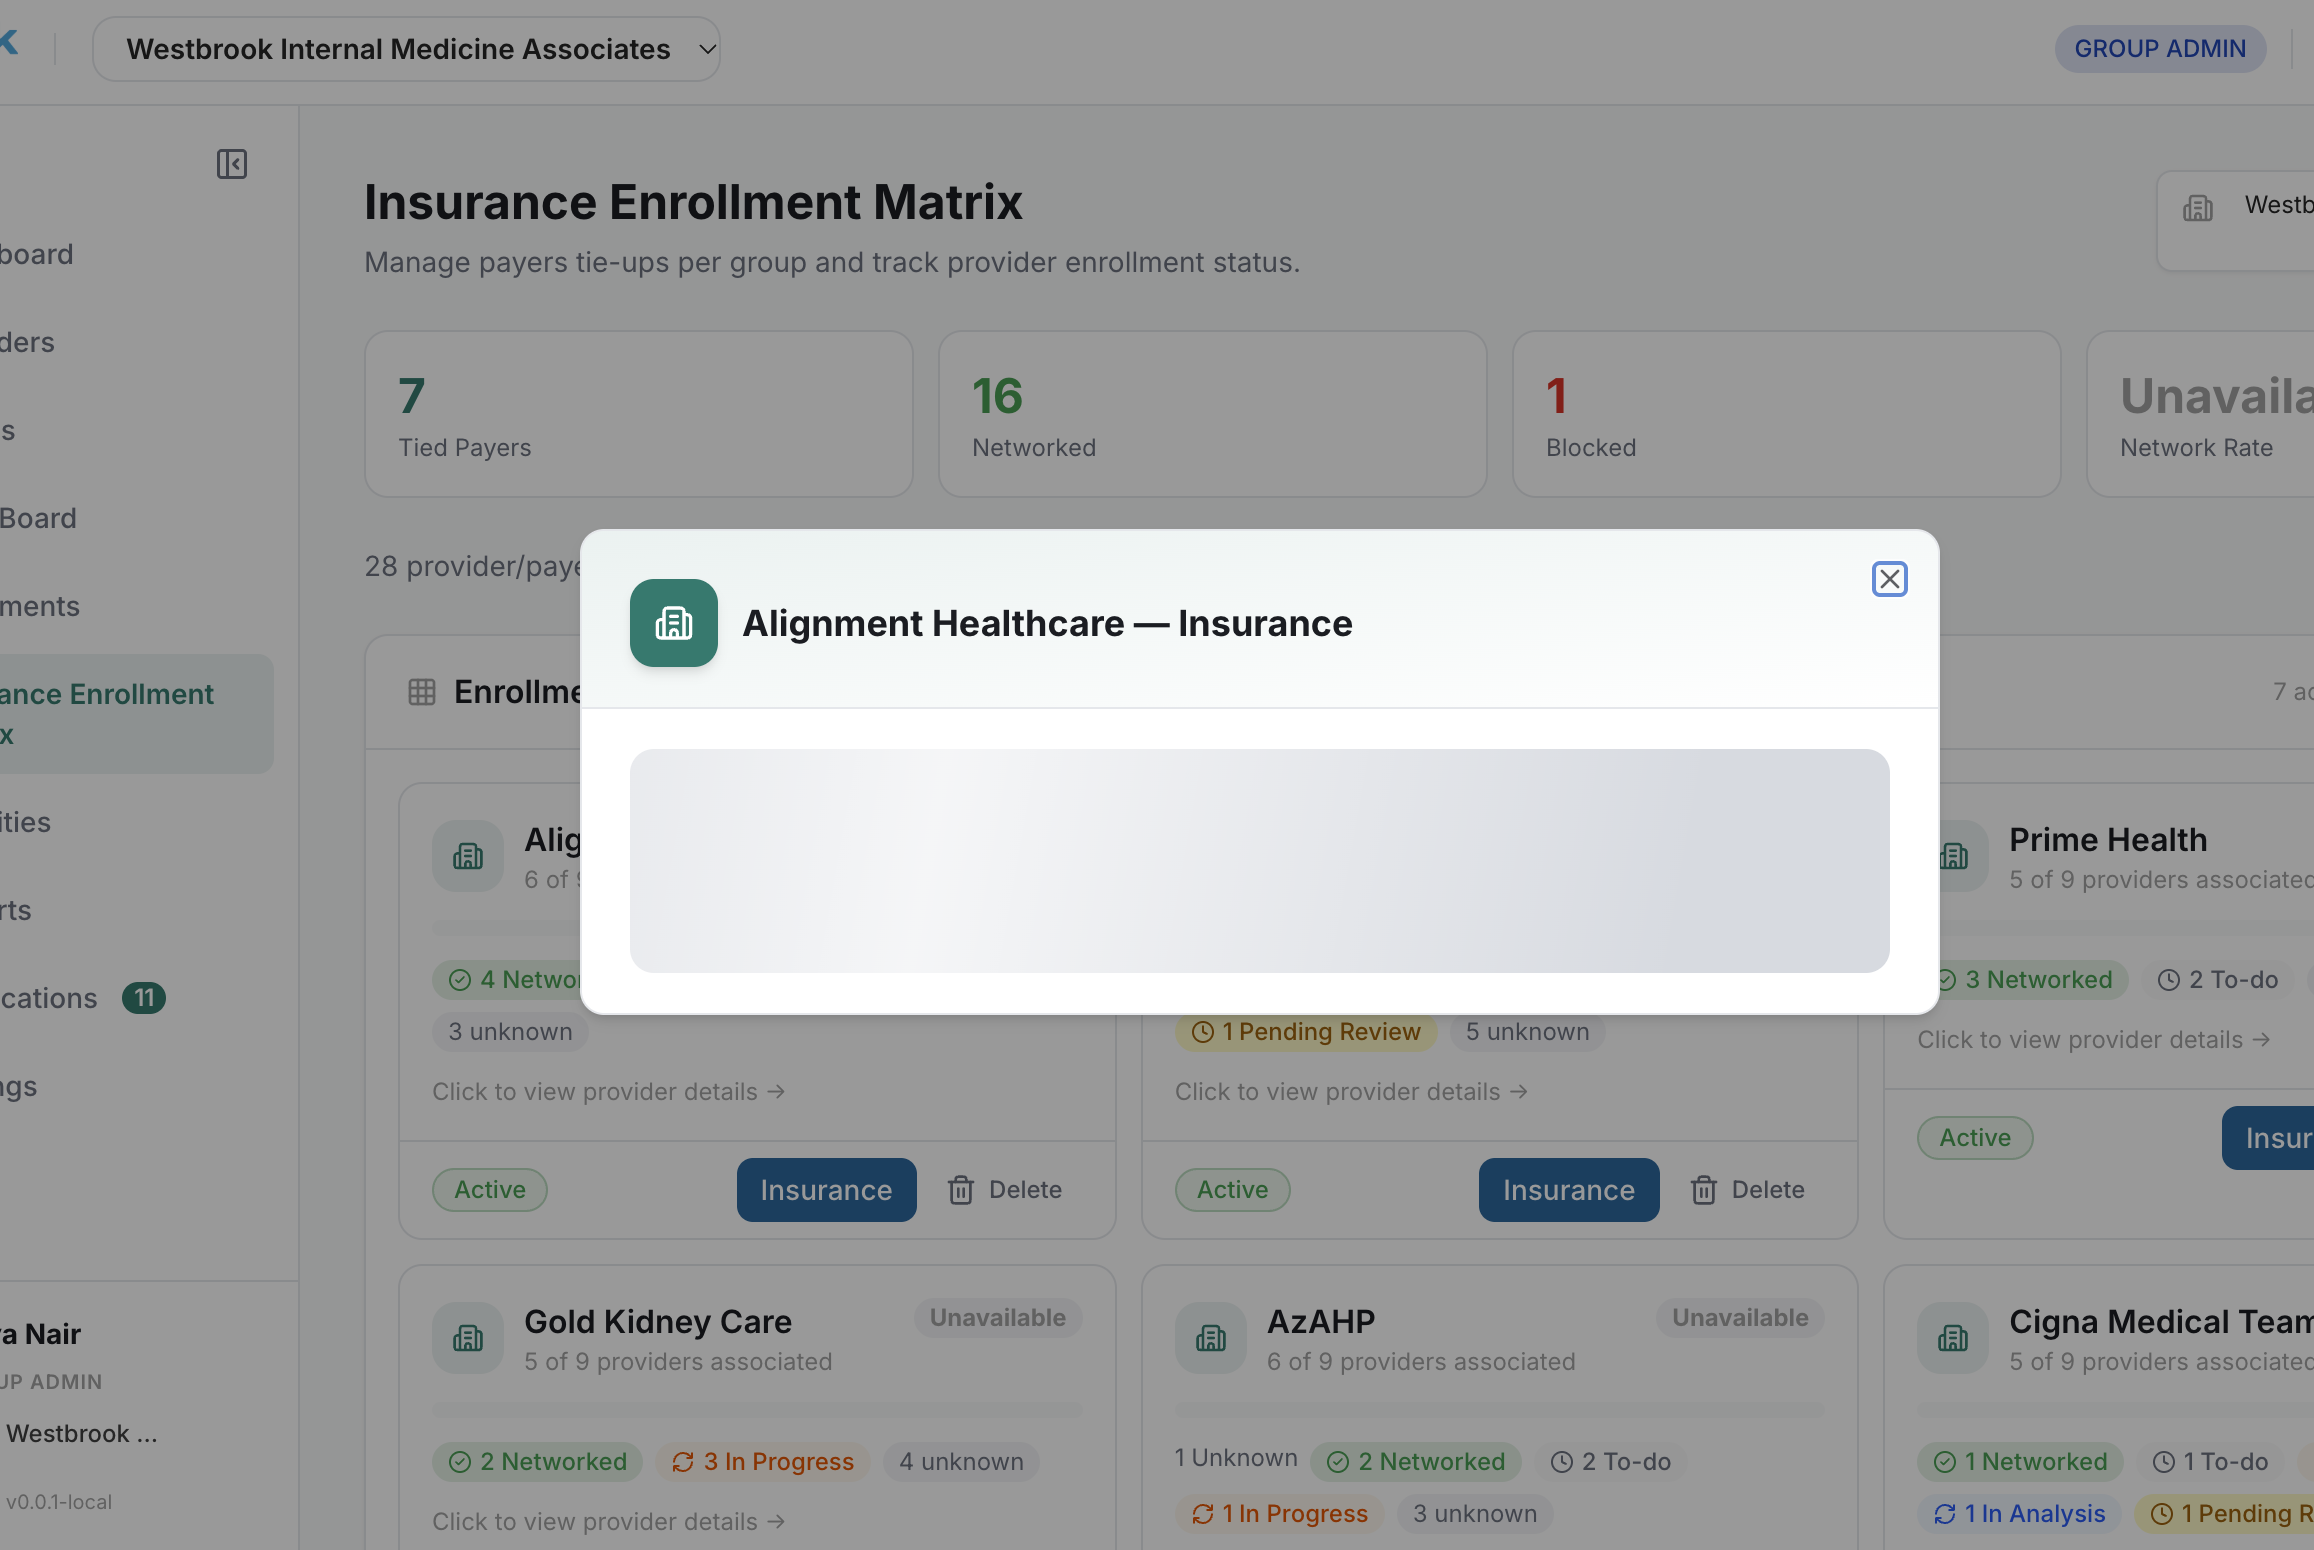 Westbrook Internal Medicine Associates
GROUP ADMIN
Insurance Enrollment Matrix
Manage payers tie-ups per group and track provider enrollment status.
Westb
board
ders
s
Board
ments
ance Enrollment
x
ities
rts
cations 11
ngs
7
Tied Payers
16
Networked
1
Blocked
Unavaila
Network Rate
28 provider/paye
Alignment Healthcare — Insurance
Enrollme
7 ac
Alig
6 of 9
4 Networ
3 unknown
Click to view provider details →
Active
Insurance
Delete
1 Pending Review
5 unknown
Click to view provider details →
Active
Insurance
Delete
Prime Health
5 of 9 providers associated
3 Networked
2 To-do
Click to view provider details →
Active
Insur
Gold Kidney Care
Unavailable
5 of 9 providers associated
2 Networked
3 In Progress
4 unknown
Click to view provider details →
AzAHP
Unavailable
6 of 9 providers associated
1 Unknown
2 Networked
2 To-do
1 In Progress
3 unknown
Cigna Medical Team
5 of 9 providers associated
1 Networked
1 To-do
1 In Analysis
1 Pending R
a Nair
UP ADMIN
Westbrook ...
v0.0.1-local